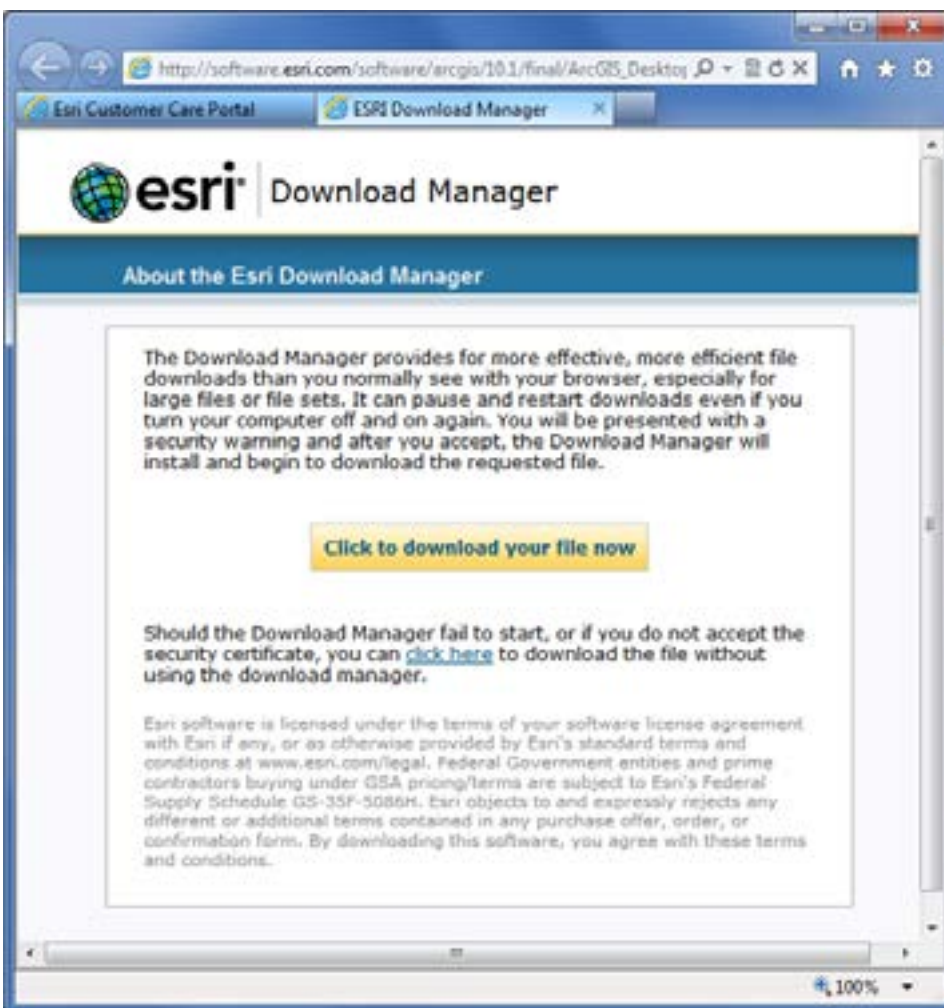 http://software.esri.com/software/arcgis/10.1/final/ArcGIS_Desktop
Esri Customer Care Portal
ESRI Download Manager
esri
Download Manager
About the Esri Download Manager
The Download Manager provides for more effective, more efficient file
downloads than you normally see with your browser, especially for
large files or file sets. It can pause and restart downloads even if you
turn your computer off and on again. You will be presented with a
security warning and after you accept, the Download Manager will
install and begin to download the requested file.
Click to download your file now
Should the Download Manager fail to start, or if you do not accept the
security certificate, you can click here to download the file without
using the download manager.
Esri software is licensed under the terms of your software license agreement
with Esri if any, or as otherwise provided by Esri's standard terms and
conditions at www.esri.com/legal. Federal Government entities and prime
contractors buying under GSA pricing/terms are subject to Esri's Federal
Supply Schedule GS-35F-5086H. Esri objects to and expressly rejects any
different or additional terms contained in any purchase offer, order, or
confirmation form. By downloading this software, you agree with these terms
and conditions.
100%